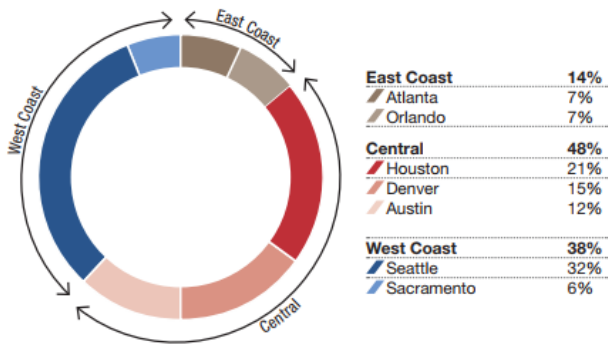 East Coast
West Coast
Central
East Coast 14%
Atlanta 7%
Orlando 7%
Central 48%
Houston 21%
Denver 15%
Austin 12%
West Coast 38%
Seattle 32%
Sacramento 6%